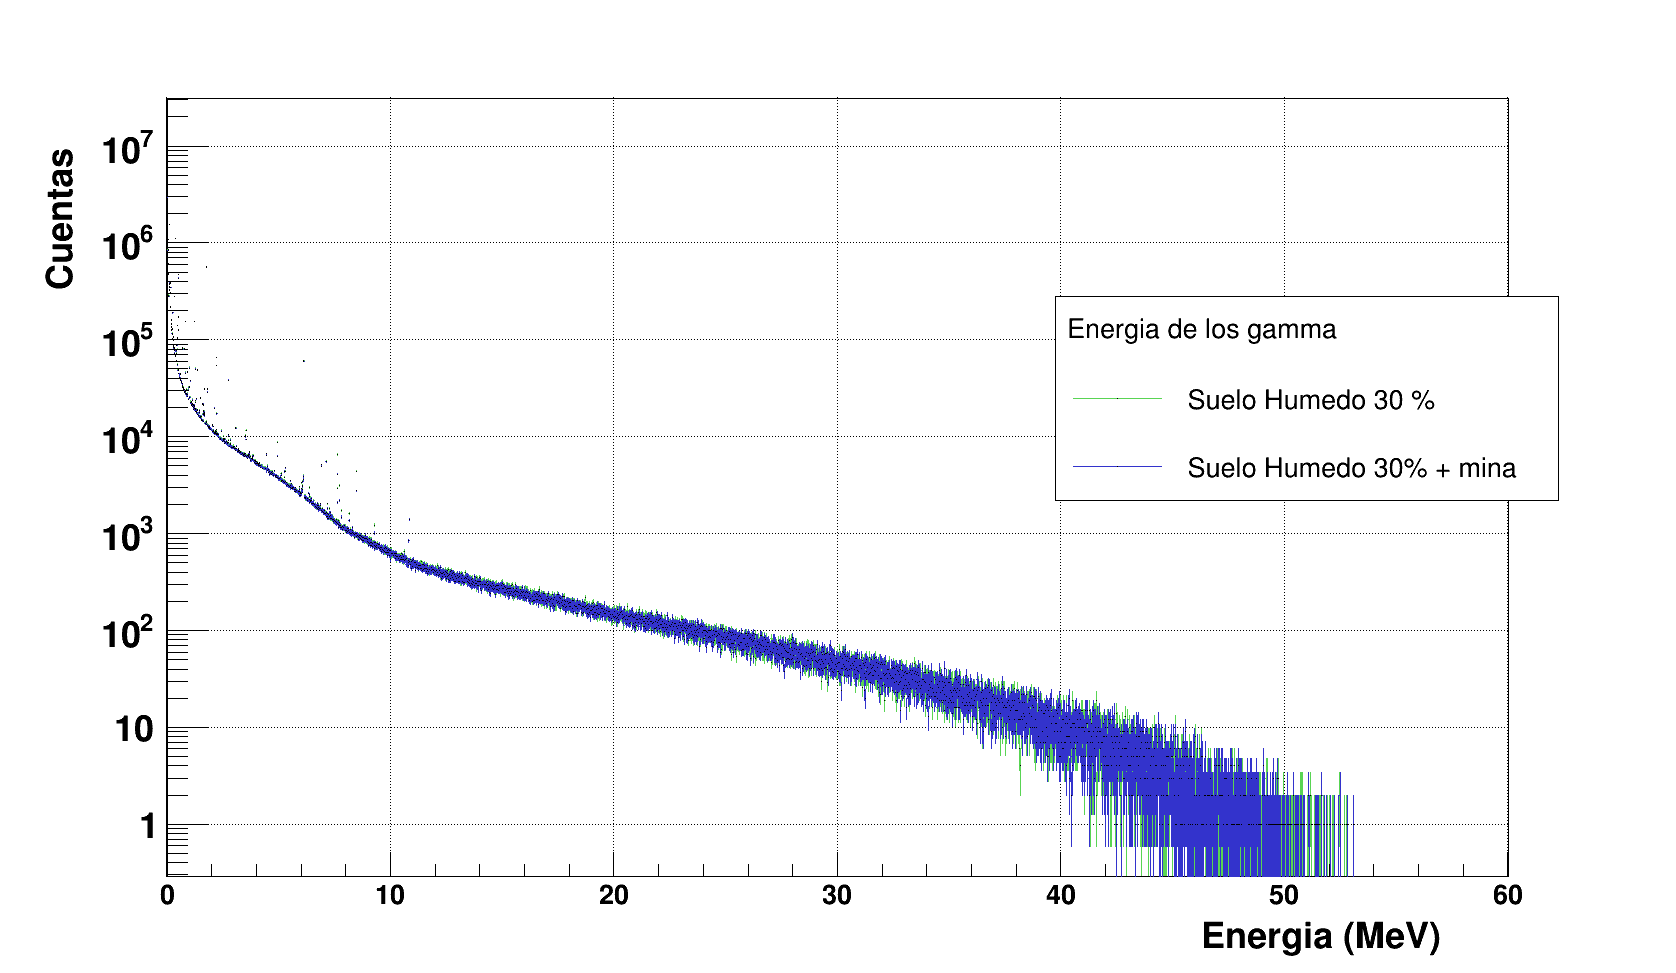 Cuentas
10^7
10^6
10^5
10^4
10^3
10^2
10
1
Energia de los gamma
Suelo Humedo 30 %
Suelo Humedo 30% + mina
0 10 20 30 40 50 60
Energia (MeV)